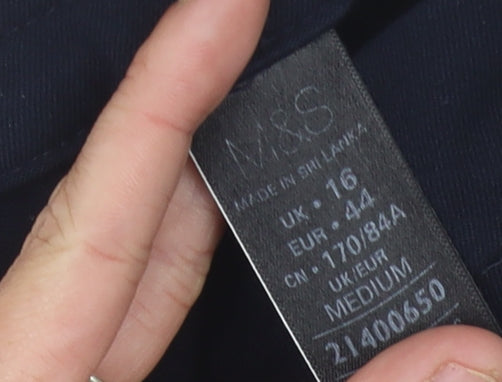 M&S
MADE IN SRI LANKA
UK • 16
EUR • 44
CN • 170/84A
UK/EUR
MEDIUM
21400650